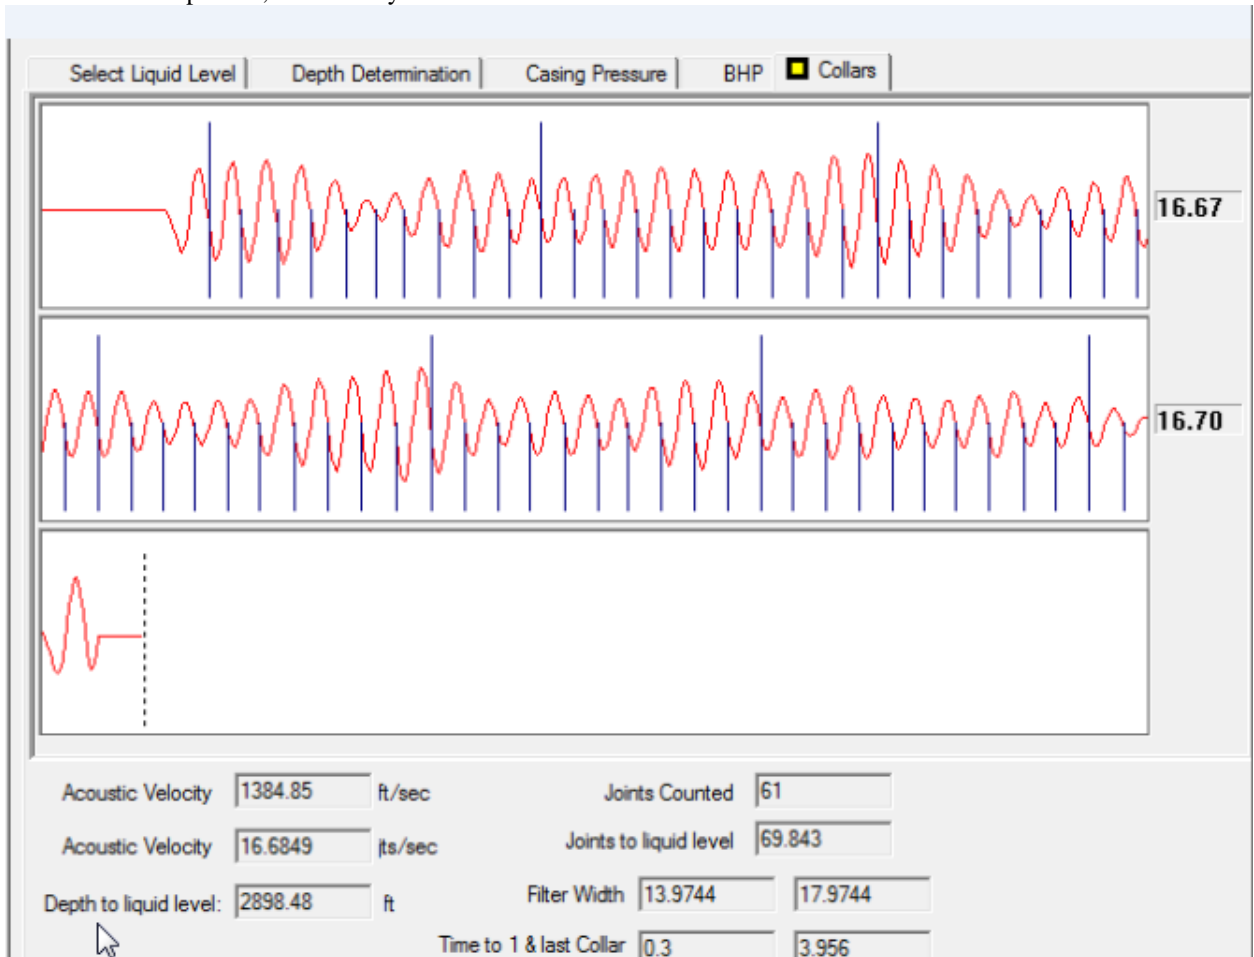 Select Liquid Level Depth Determination Casing Pressure BHP Collars
16.67
16.70
Acoustic Velocity 1384.85 ft/sec Joints Counted 61
Acoustic Velocity 16.6849 jts/sec Joints to liquid level 69.843
Depth to liquid level: 2898.48 ft Filter Width 13.9744 17.9744
Time to 1 & last Collar 0.3 3.956